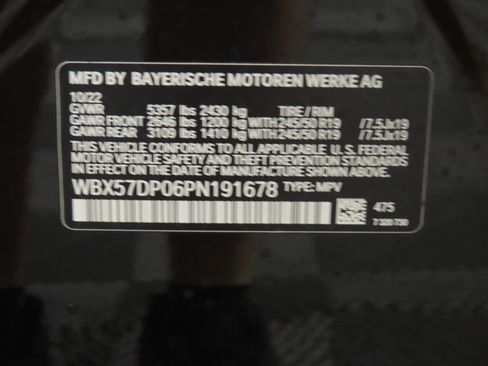 MFD BY BAYERISCHE MOTOREN WERKE AG
10/22
GVWR 5357 lbs 2430 kg TIRE / RIM
GAWR FRONT 2646 lbs 1200 kg WITH 245/50 R19 /7.5Jx19
GAWR REAR 3109 lbs 1410 kg WITH 245/50 R19 /7.5Jx19
THIS VEHICLE CONFORMS TO ALL APPLICABLE U. S. FEDERAL
MOTOR VEHICLE SAFETY AND THEFT PREVENTION STANDARDS
IN EFFECT ON THE DATE OF MANUFACTURE SHOWN ABOVE.
WBX57DP06PN191678 TYPE: MPV
475